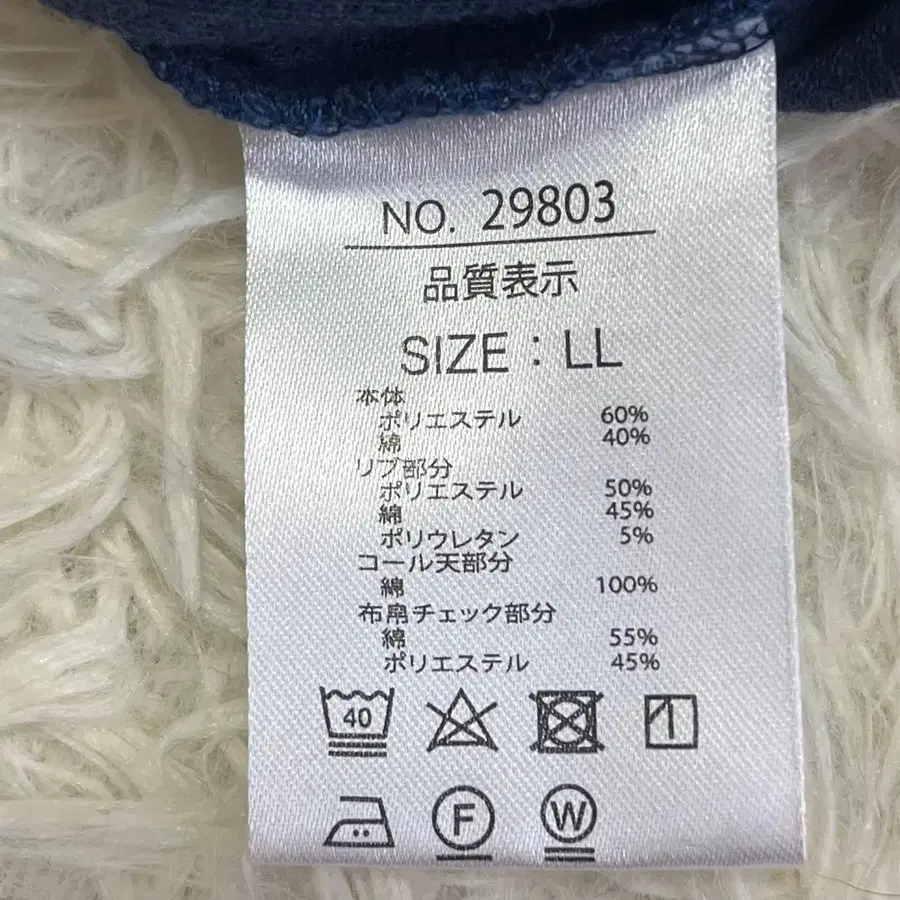 NO. 29803
品質表示
SIZE : LL
本体
ポリエステル 60%
綿 40%
リブ部分
ポリエステル 50%
綿 45%
ポリウレタン 5%
コール天部分
綿 100%
布帛チェック部分
綿 55%
ポリエステル 45%
40
F W